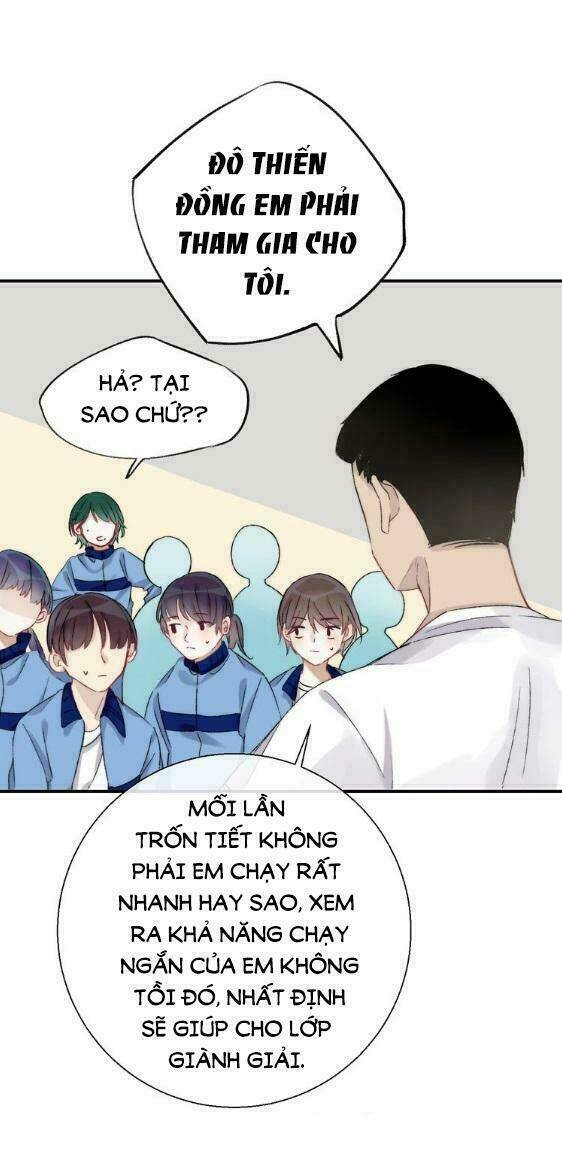 ĐÔ THIẾN
ĐỒNG EM PHẢI
THAM GIA CHO
TÔI.
HẢ? TẠI
SAO CHỨ??
MỖI LẦN
TRỐN TIẾT KHÔNG
PHẢI EM CHẠY RẤT
NHANH HAY SAO, XEM
RA KHẢ NĂNG CHẠY
NGẮN CỦA EM KHÔNG
TỒI ĐÓ, NHẤT ĐỊNH
SẼ GIÚP CHO LỚP
GIÀNH GIẢI.